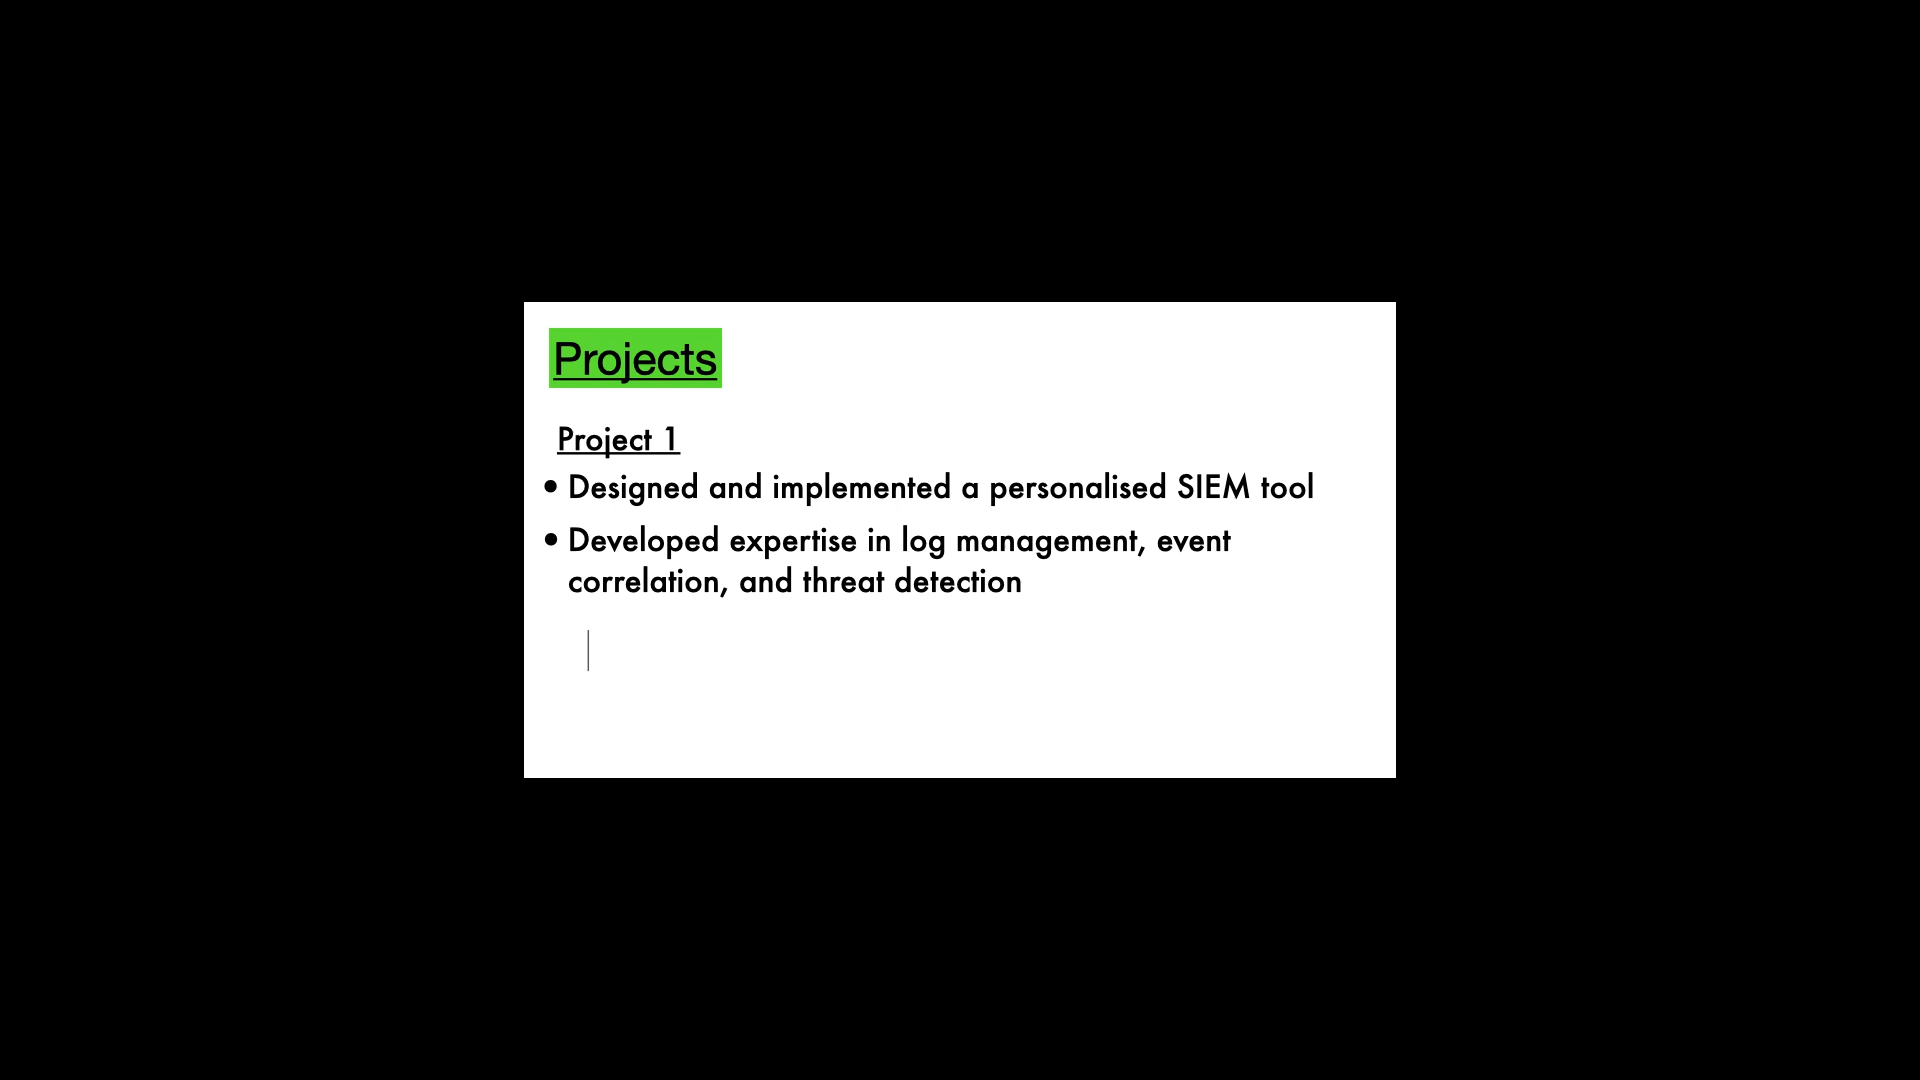 Projects
Project 1
• Designed and implemented a personalised SIEM tool
• Developed expertise in log management, event
correlation, and threat detection